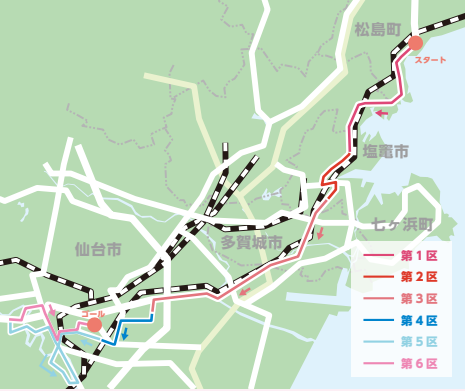 松島町
スタート
塩竈市
七ヶ浜町
多賀城市
仙台市
ゴール
第1区
第2区
第3区
第4区
第5区
第6区